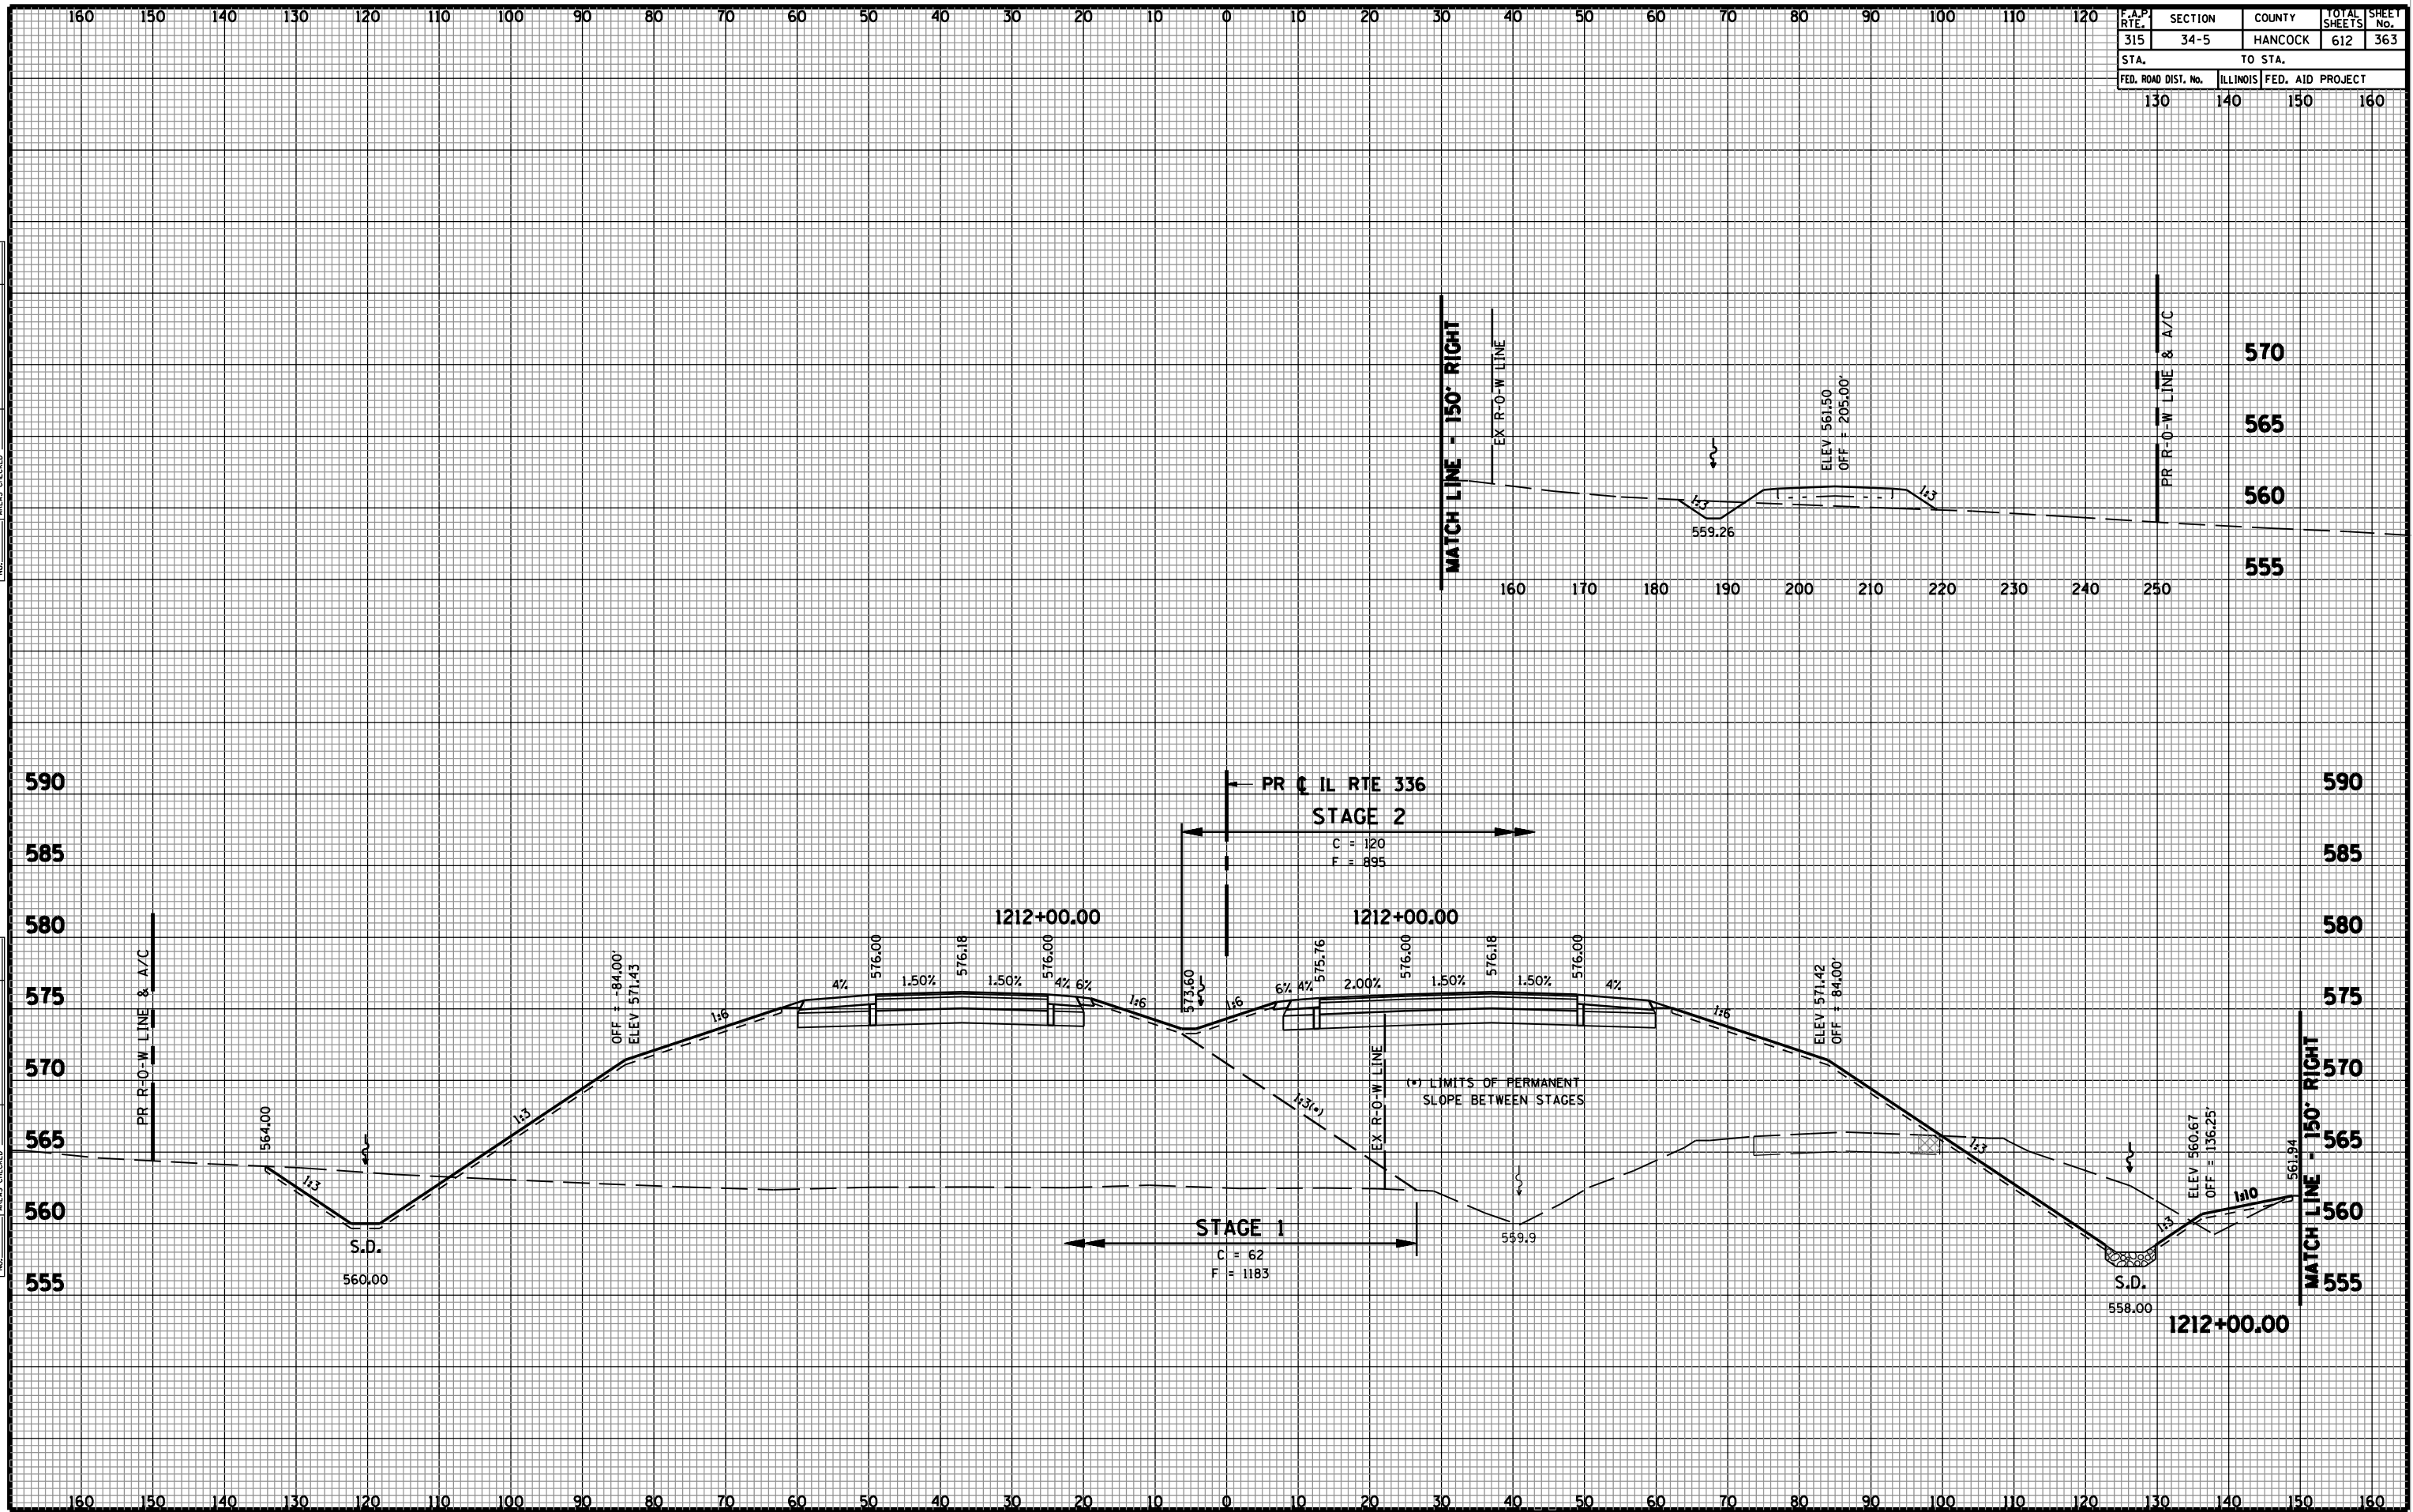 160 150 140 130 120 110 100 90 80 70 60 50 40 30 20 10 0 10 20 30 40 50 60 70 80 90 100 110 120
F.A.P. RTE. SECTION COUNTY TOTAL SHEETS SHEET No.
315 34-5 HANCOCK 612 363
STA. TO STA.
FED. ROAD DIST. No. ILLINOIS FED. AID PROJECT
130 140 150 160
MATCH LINE - 150' RIGHT
EX R-O-W LINE
ELEV 561.50
OFF = 205.00'
PR R-O-W LINE & A/C
570
565
560
555
1:3
1:3
559.26
160 170 180 190 200 210 220 230 240 250
590
585
580
575
570
565
560
555
PR ℄ IL RTE 336
STAGE 2
C = 120
F = 895
590
585
580
575
570
565
560
555
1212+00.00
1212+00.00
PR R-O-W LINE & A/C
564.00
1:3
S.D.
560.00
1:3
OFF = -84.00'
ELEV 571.43
1:6
4%
576.00
1.50%
576.18
1.50%
576.00
4%
6%
1:6
573.60
1:6
6%
4%
575.76
2.00%
576.00
1.50%
576.18
1.50%
576.00
4%
1:6
ELEV 571.42
OFF = 84.00'
EX R-O-W LINE
(*) LIMITS OF PERMANENT
SLOPE BETWEEN STAGES
1:3(*)
1:3
STAGE 1
C = 62
F = 1183
559.9
ELEV 560.67
OFF = 136.25'
1:3
1:10
561.94
MATCH LINE - 150' RIGHT
S.D.
558.00
1212+00.00
160 150 140 130 120 110 100 90 80 70 60 50 40 30 20 10 0 10 20 30 40 50 60 70 80 90 100 110 120 130 140 150 160